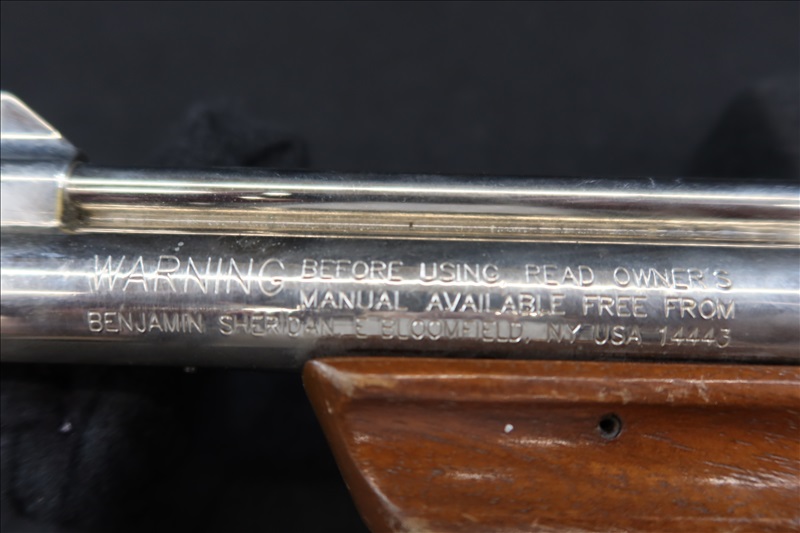 WARNING BEFORE USING READ OWNER'S
MANUAL AVAILABLE FREE FROM
BENJAMIN SHERIDAN E BLOOMFIELD, NY USA 14443